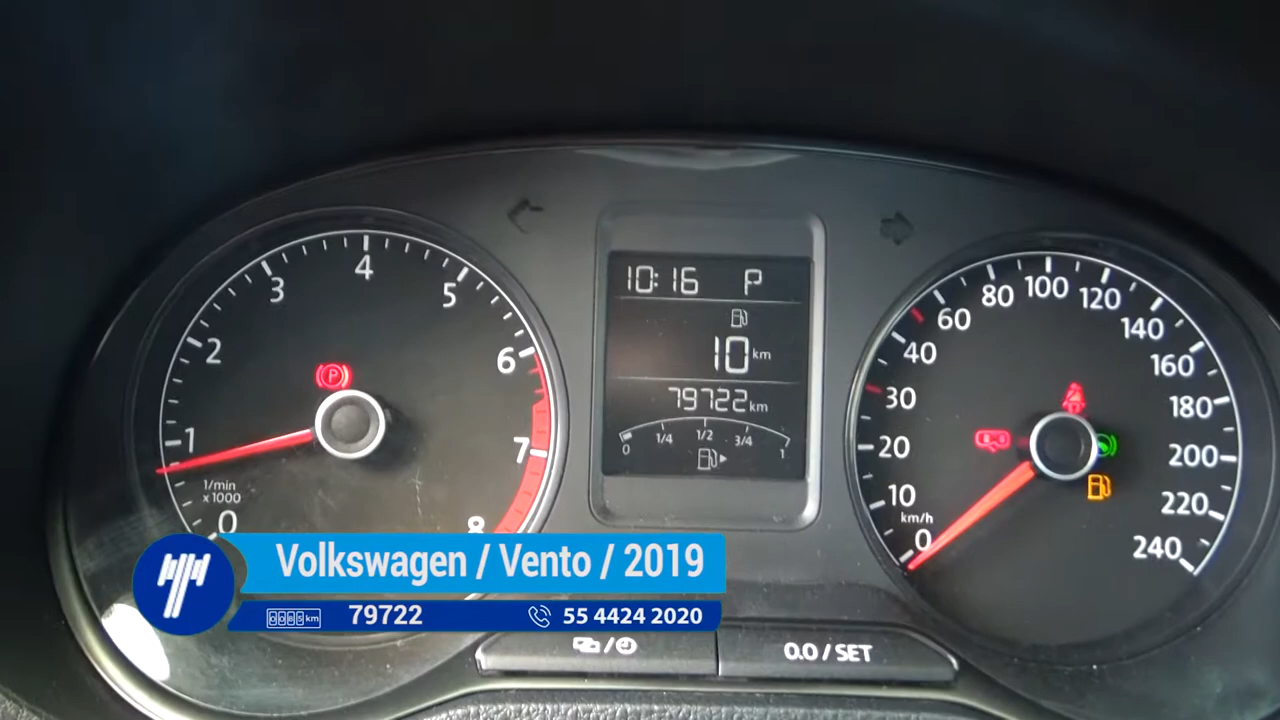 4
3
5
2
6
1
7
1/min
x 1000
0
8
10:16 P
10 km
79722 km
0 1/4 1/2 3/4 1
100
80
120
60
140
40
160
30
180
20
200
10
220
km/h
0
240
P
Volkswagen / Vento / 2019
km 79722 55 4424 2020
/
0.0 / SET